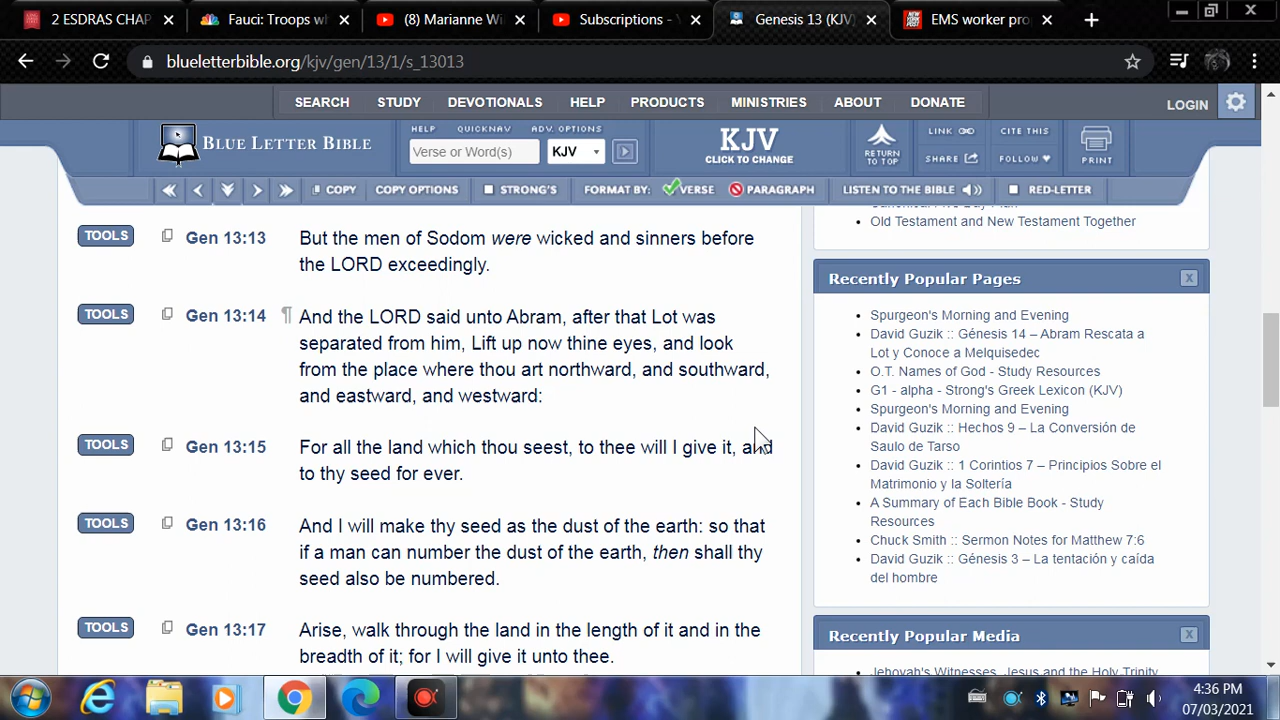 2 ESDRAS CHAP
Fauci: Troops w
(8) Marianne Wi
Subscriptions -
Genesis 13 (KJV)
EMS worker pro
blueletterbible.org/kjv/gen/13/1/s_13013
SEARCH STUDY DEVOTIONALS HELP PRODUCTS MINISTRIES ABOUT DONATE
LOGIN
BLUE LETTER BIBLE
HELP QUICKNAV ADV. OPTIONS
Verse or Word(s) KJV
KJV
CLICK TO CHANGE
RETURN
TO TOP
LINK
SHARE
CITE THIS
FOLLOW
PRINT
COPY COPY OPTIONS STRONG'S FORMAT BY: VERSE PARAGRAPH LISTEN TO THE BIBLE RED-LETTER
TOOLS Gen 13:13 But the men of Sodom were wicked and sinners before
the LORD exceedingly.
TOOLS Gen 13:14 ¶ And the LORD said unto Abram, after that Lot was
separated from him, Lift up now thine eyes, and look
from the place where thou art northward, and southward,
and eastward, and westward:
TOOLS Gen 13:15 For all the land which thou seest, to thee will I give it, and
to thy seed for ever.
TOOLS Gen 13:16 And I will make thy seed as the dust of the earth: so that
if a man can number the dust of the earth, then shall thy
seed also be numbered.
TOOLS Gen 13:17 Arise, walk through the land in the length of it and in the
breadth of it; for I will give it unto thee.
Old Testament and New Testament Together
Recently Popular Pages x
Spurgeon's Morning and Evening
David Guzik :: Génesis 14 – Abram Rescata a
Lot y Conoce a Melquisedec
O.T. Names of God - Study Resources
G1 - alpha - Strong's Greek Lexicon (KJV)
Spurgeon's Morning and Evening
David Guzik :: Hechos 9 – La Conversión de
Saulo de Tarso
David Guzik :: 1 Corintios 7 – Principios Sobre el
Matrimonio y la Soltería
A Summary of Each Bible Book - Study
Resources
Chuck Smith :: Sermon Notes for Matthew 7:6
David Guzik :: Génesis 3 – La tentación y caída
del hombre
Recently Popular Media x
Jehovah's Witnesses, Jesus and the Holy Trinity
4:36 PM
07/03/2021